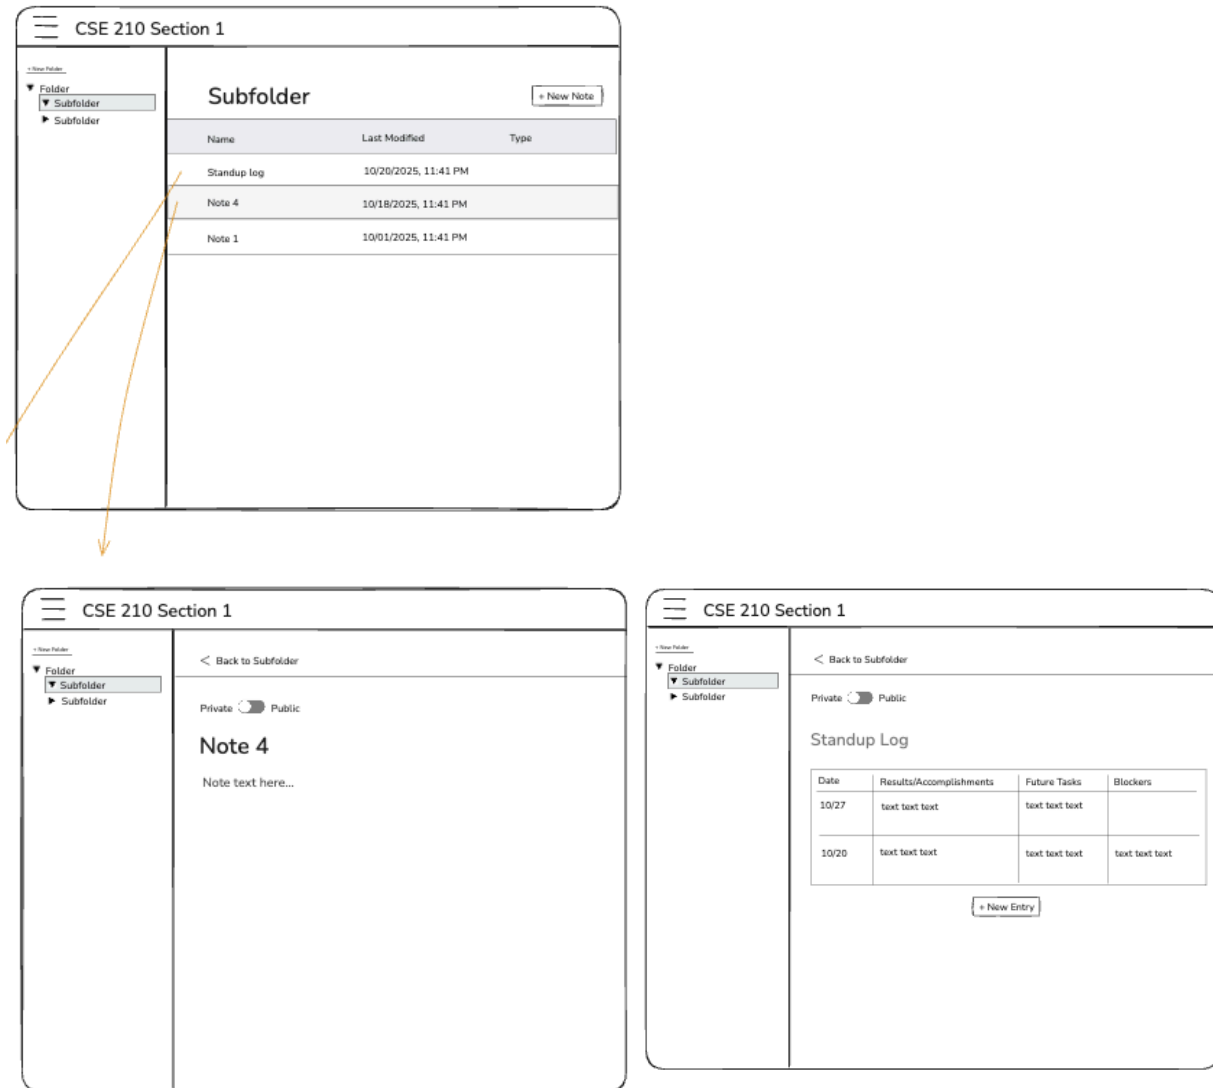 CSE 210 Section 1
+ New Folder
Folder
Subfolder
Subfolder
Subfolder
+ New Note
Name Last Modified Type
Standup log 10/20/2025, 11:41 PM
Note 4 10/18/2025, 11:41 PM
Note 1 10/01/2025, 11:41 PM
CSE 210 Section 1
+ New Folder
Folder
Subfolder
Subfolder
< Back to Subfolder
Private Public
Note 4
Note text here...
CSE 210 Section 1
+ New Folder
Folder
Subfolder
Subfolder
< Back to Subfolder
Private Public
Standup Log
Date Results/Accomplishments Future Tasks Blockers
10/27 text text text text text text
10/20 text text text text text text text text text
+ New Entry